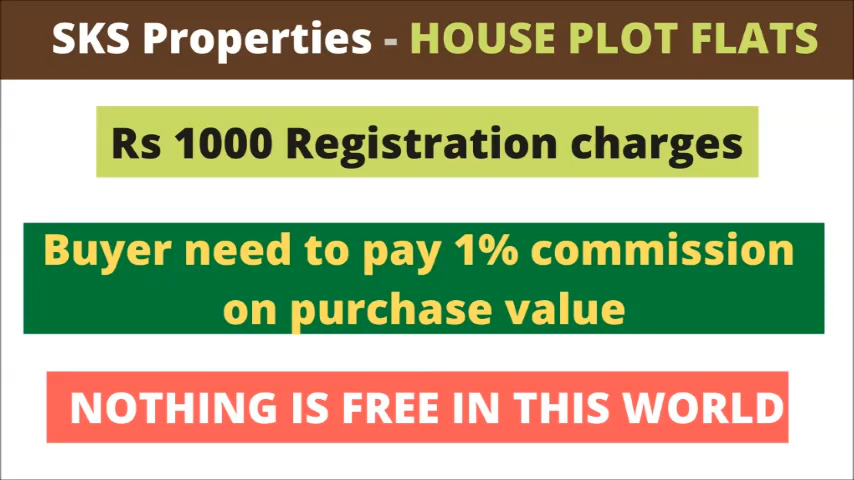 SKS Properties - HOUSE PLOT FLATS
Rs 1000 Registration charges
Buyer need to pay 1% commission
on purchase value
NOTHING IS FREE IN THIS WORLD